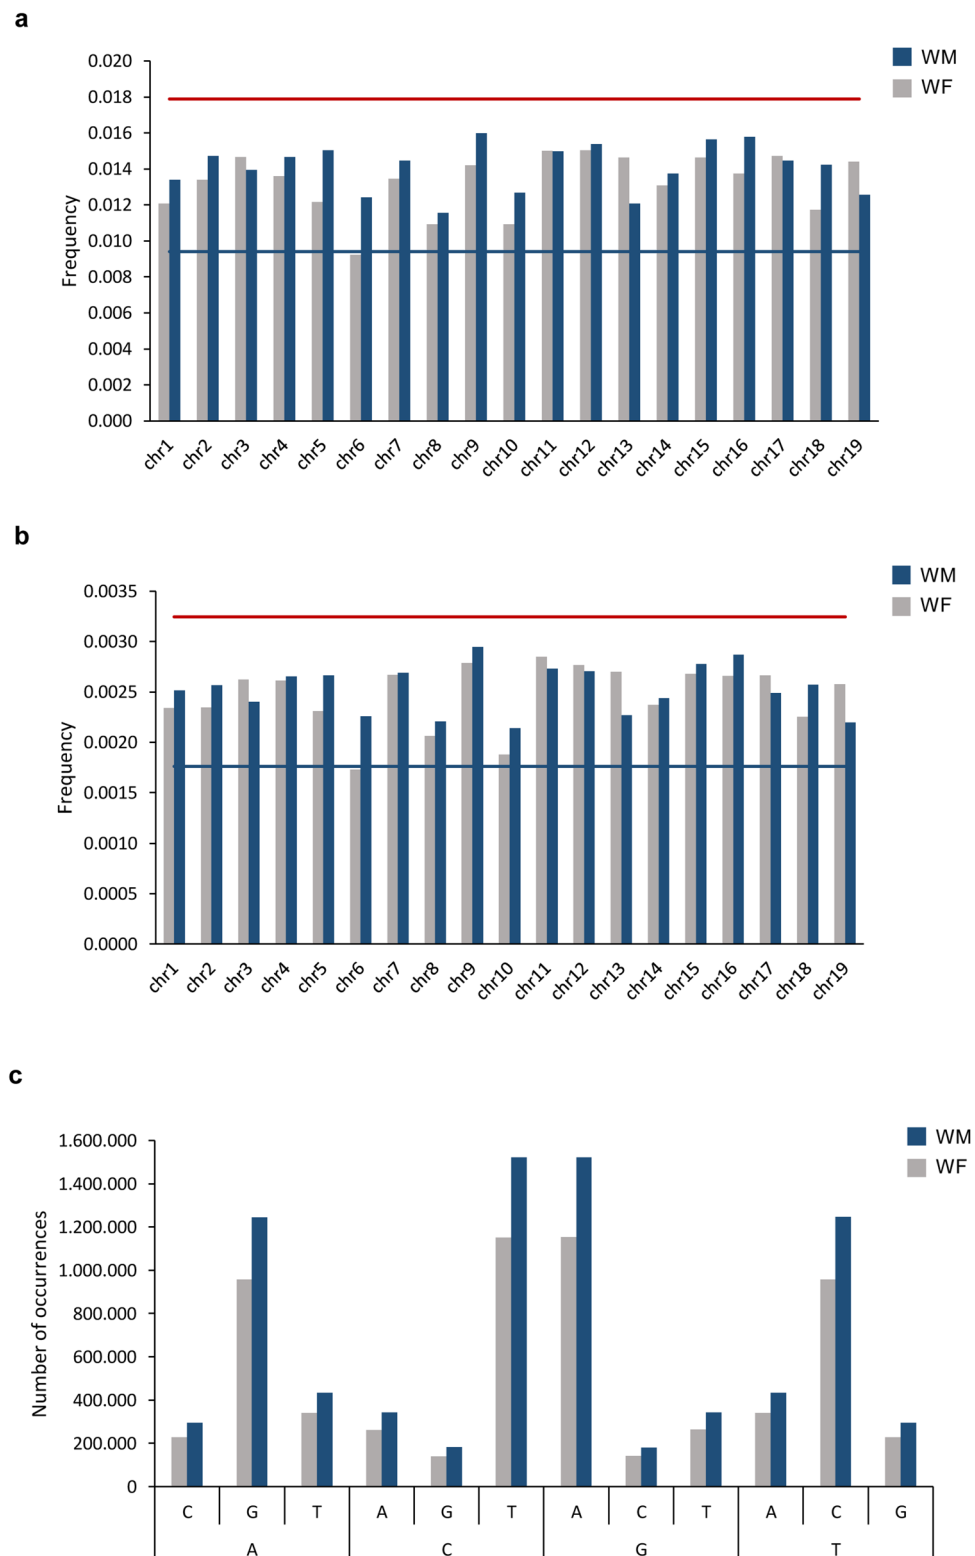 a
WM
WF
Frequency
0.020
0.018
0.016
0.014
0.012
0.010
0.008
0.006
0.004
0.002
0.000
chr1 chr2 chr3 chr4 chr5 chr6 chr7 chr8 chr9 chr10 chr11 chr12 chr13 chr14 chr15 chr16 chr17 chr18 chr19
b
WM
WF
Frequency
0.0035
0.0030
0.0025
0.0020
0.0015
0.0010
0.0005
0.0000
chr1 chr2 chr3 chr4 chr5 chr6 chr7 chr8 chr9 chr10 chr11 chr12 chr13 chr14 chr15 chr16 chr17 chr18 chr19
c
WM
WF
Number of occurrences
1.600.000
1.400.000
1.200.000
1.000.000
800.000
600.000
400.000
200.000
0
C G T A G T A C T A C G
A C G T